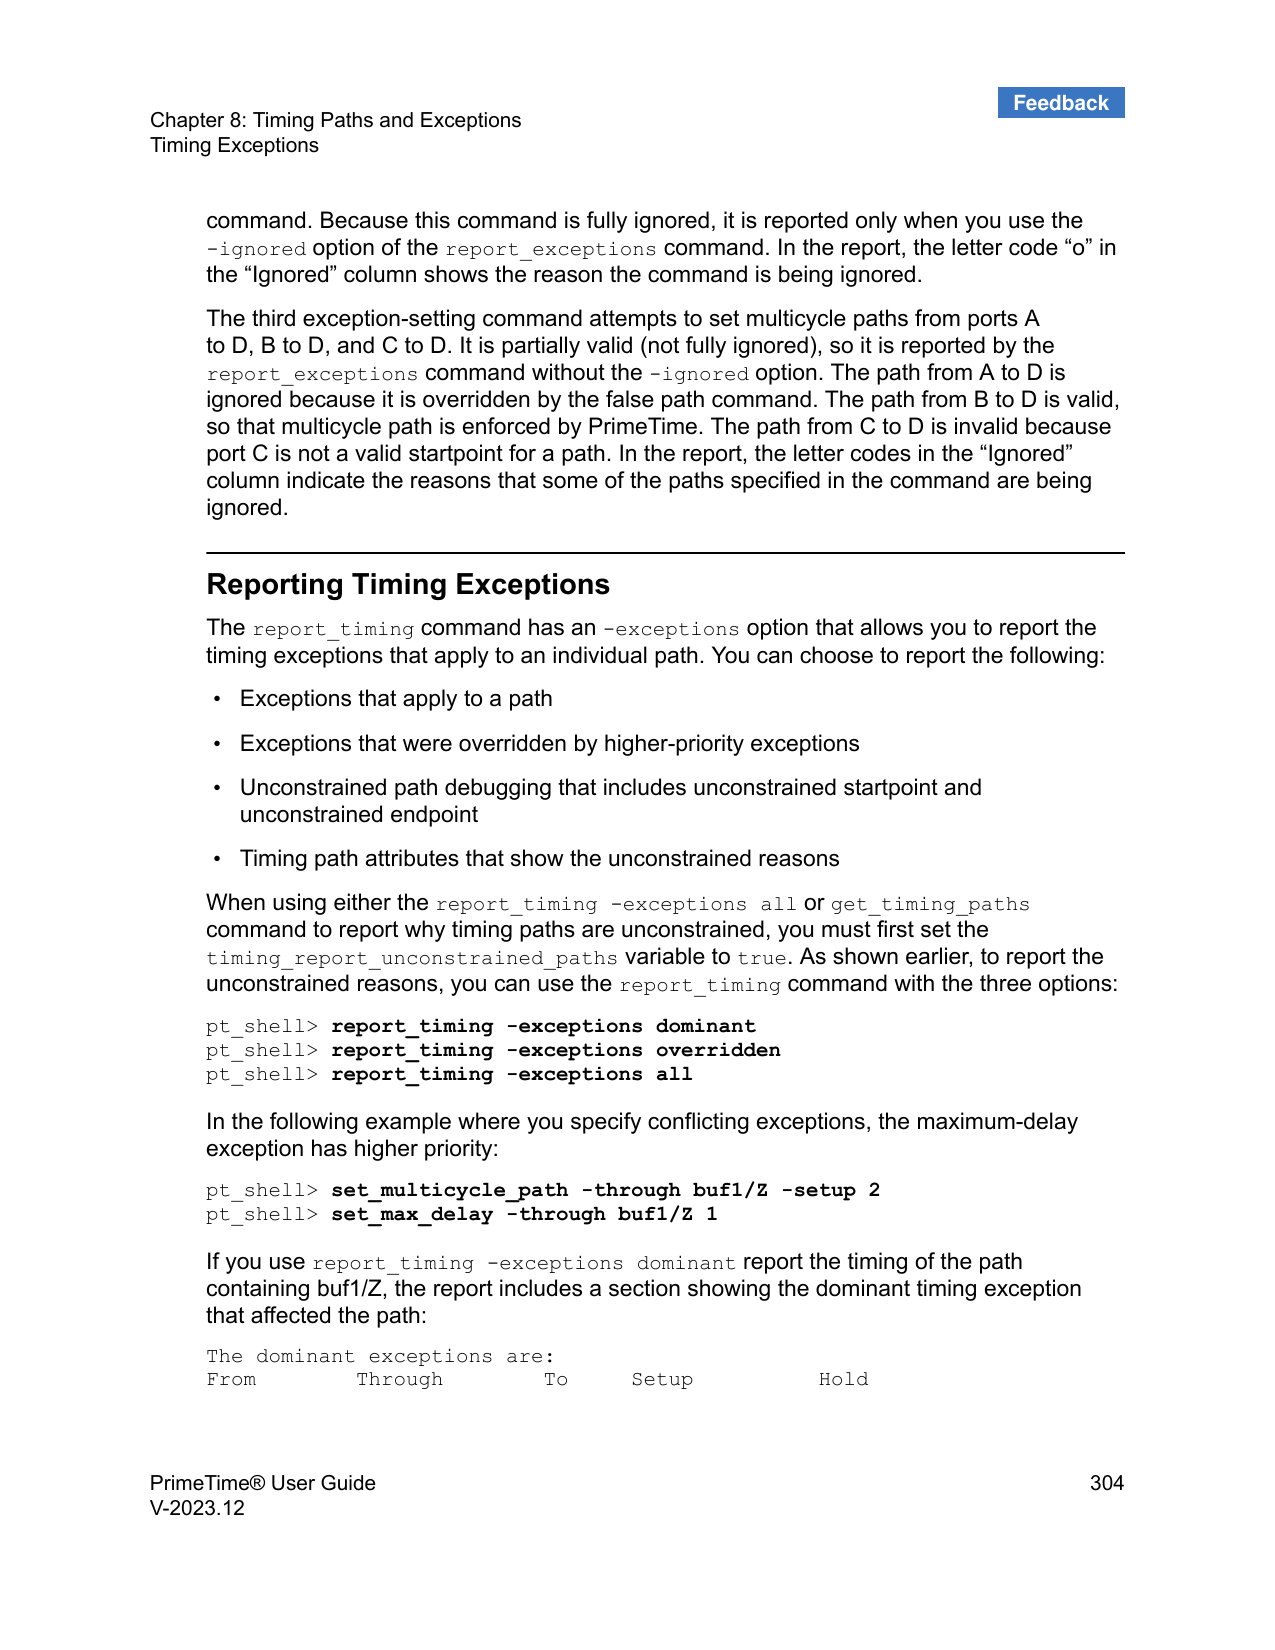 Feedback
Chapter 8: Timing Paths and Exceptions
Timing Exceptions
command. Because this command is fully ignored, it is reported only when you use the
-ignored option of the report_exceptions command. In the report, the letter code “o” in
the “Ignored” column shows the reason the command is being ignored.
The third exception-setting command attempts to set multicycle paths from ports A
to D, B to D, and C to D. It is partially valid (not fully ignored), so it is reported by the
report_exceptions command without the -ignored option. The path from A to D is
ignored because it is overridden by the false path command. The path from B to D is valid,
so that multicycle path is enforced by PrimeTime. The path from C to D is invalid because
port C is not a valid startpoint for a path. In the report, the letter codes in the “Ignored”
column indicate the reasons that some of the paths specified in the command are being
ignored.
Reporting Timing Exceptions
The report_timing command has an -exceptions option that allows you to report the
timing exceptions that apply to an individual path. You can choose to report the following:
• Exceptions that apply to a path
• Exceptions that were overridden by higher-priority exceptions
• Unconstrained path debugging that includes unconstrained startpoint and
unconstrained endpoint
• Timing path attributes that show the unconstrained reasons
When using either the report_timing -exceptions all or get_timing_paths
command to report why timing paths are unconstrained, you must first set the
timing_report_unconstrained_paths variable to true. As shown earlier, to report the
unconstrained reasons, you can use the report_timing command with the three options:
pt_shell> report_timing -exceptions dominant
pt_shell> report_timing -exceptions overridden
pt_shell> report_timing -exceptions all
In the following example where you specify conflicting exceptions, the maximum-delay
exception has higher priority:
pt_shell> set_multicycle_path -through buf1/Z -setup 2
pt_shell> set_max_delay -through buf1/Z 1
If you use report_timing -exceptions dominant report the timing of the path
containing buf1/Z, the report includes a section showing the dominant timing exception
that affected the path:
The dominant exceptions are:
From        Through        To     Setup          Hold
PrimeTime® User Guide 304
V-2023.12